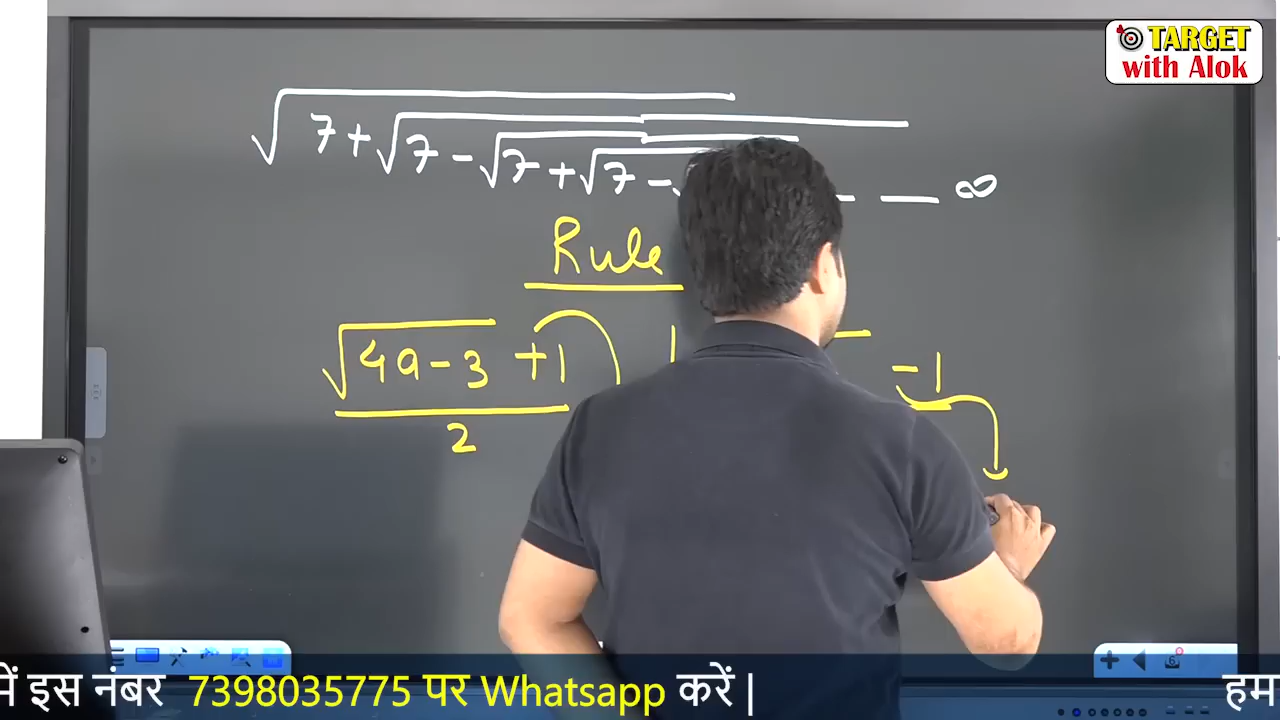 TARGET
with Alok
√7+√7-√7+√7-√ _ _ ∞
Rule
√4a-3 +1
2
-1
में इस नंबर 7398035775 पर Whatsapp करें | हम